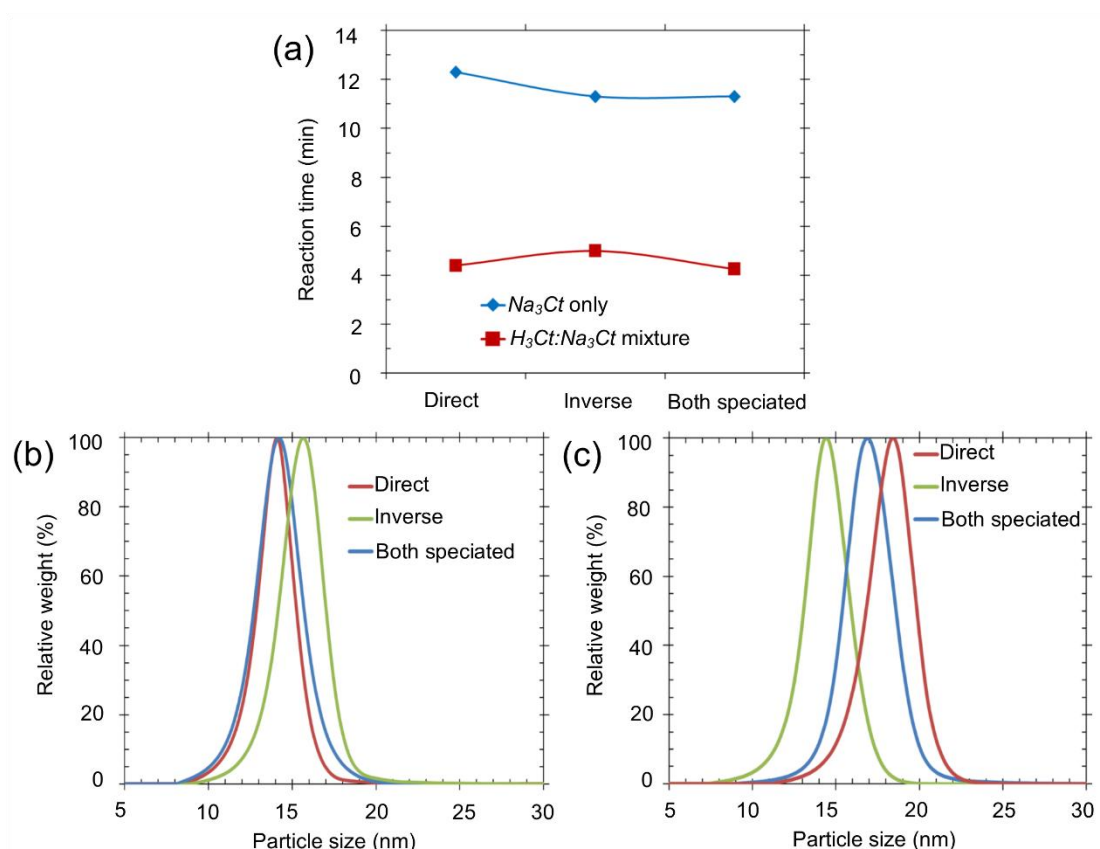 (a)
14
12
10
8
6
4
2
0
Reaction time (min)
Na₃Ct only
H₃Ct:Na₃Ct mixture
Direct Inverse Both speciated
(b)
100
80
60
40
20
0
Relative weight (%)
Direct
Inverse
Both speciated
5 10 15 20 25 30
Particle size (nm)
(c)
100
80
60
40
20
0
Relative weight (%)
Direct
Inverse
Both speciated
5 10 15 20 25 30
Particle size (nm)